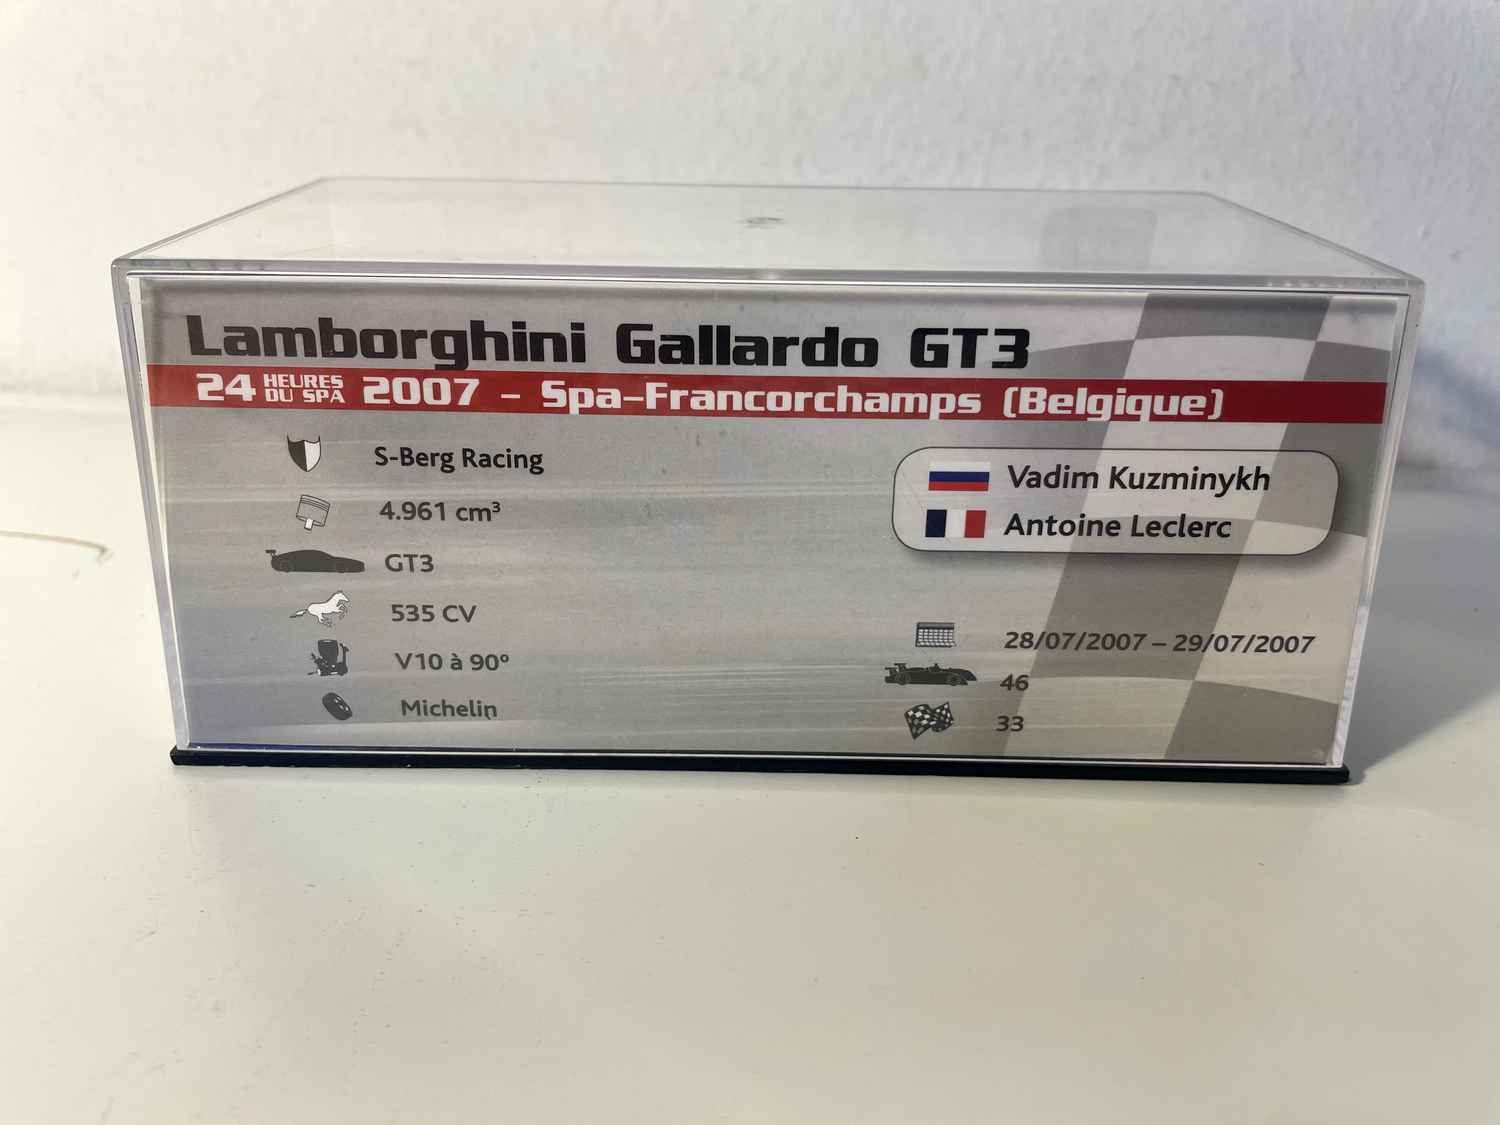 Lamborghini Gallardo GT3
24 HEURES DU SPA 2007 – Spa-Francorchamps (Belgique)
S-Berg Racing
4.961 cm³
GT3
535 CV
V10 à 90º
Michelin
Vadim Kuzminykh
Antoine Leclerc
28/07/2007 – 29/07/2007
46
33